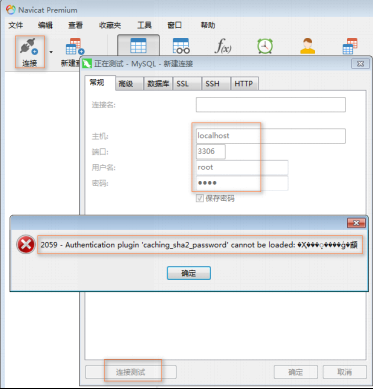 Navicat Premium
文件 编辑 查看 收藏夹 工具 窗口 帮助
连接 新建查
f(x)
正在测试 - MySQL - 新建连接
常规 高级 数据库 SSL SSH HTTP
连接名:
主机: localhost
端口: 3306
用户名: root
密码: ●●●●
保存密码
2059 - Authentication plugin 'caching_sha2_password' cannot be loaded:
确定
连接测试 确定 取消